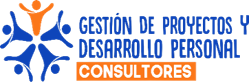 GESTIÓN DE PROYECTOS Y
DESARROLLO PERSONAL
CONSULTORES